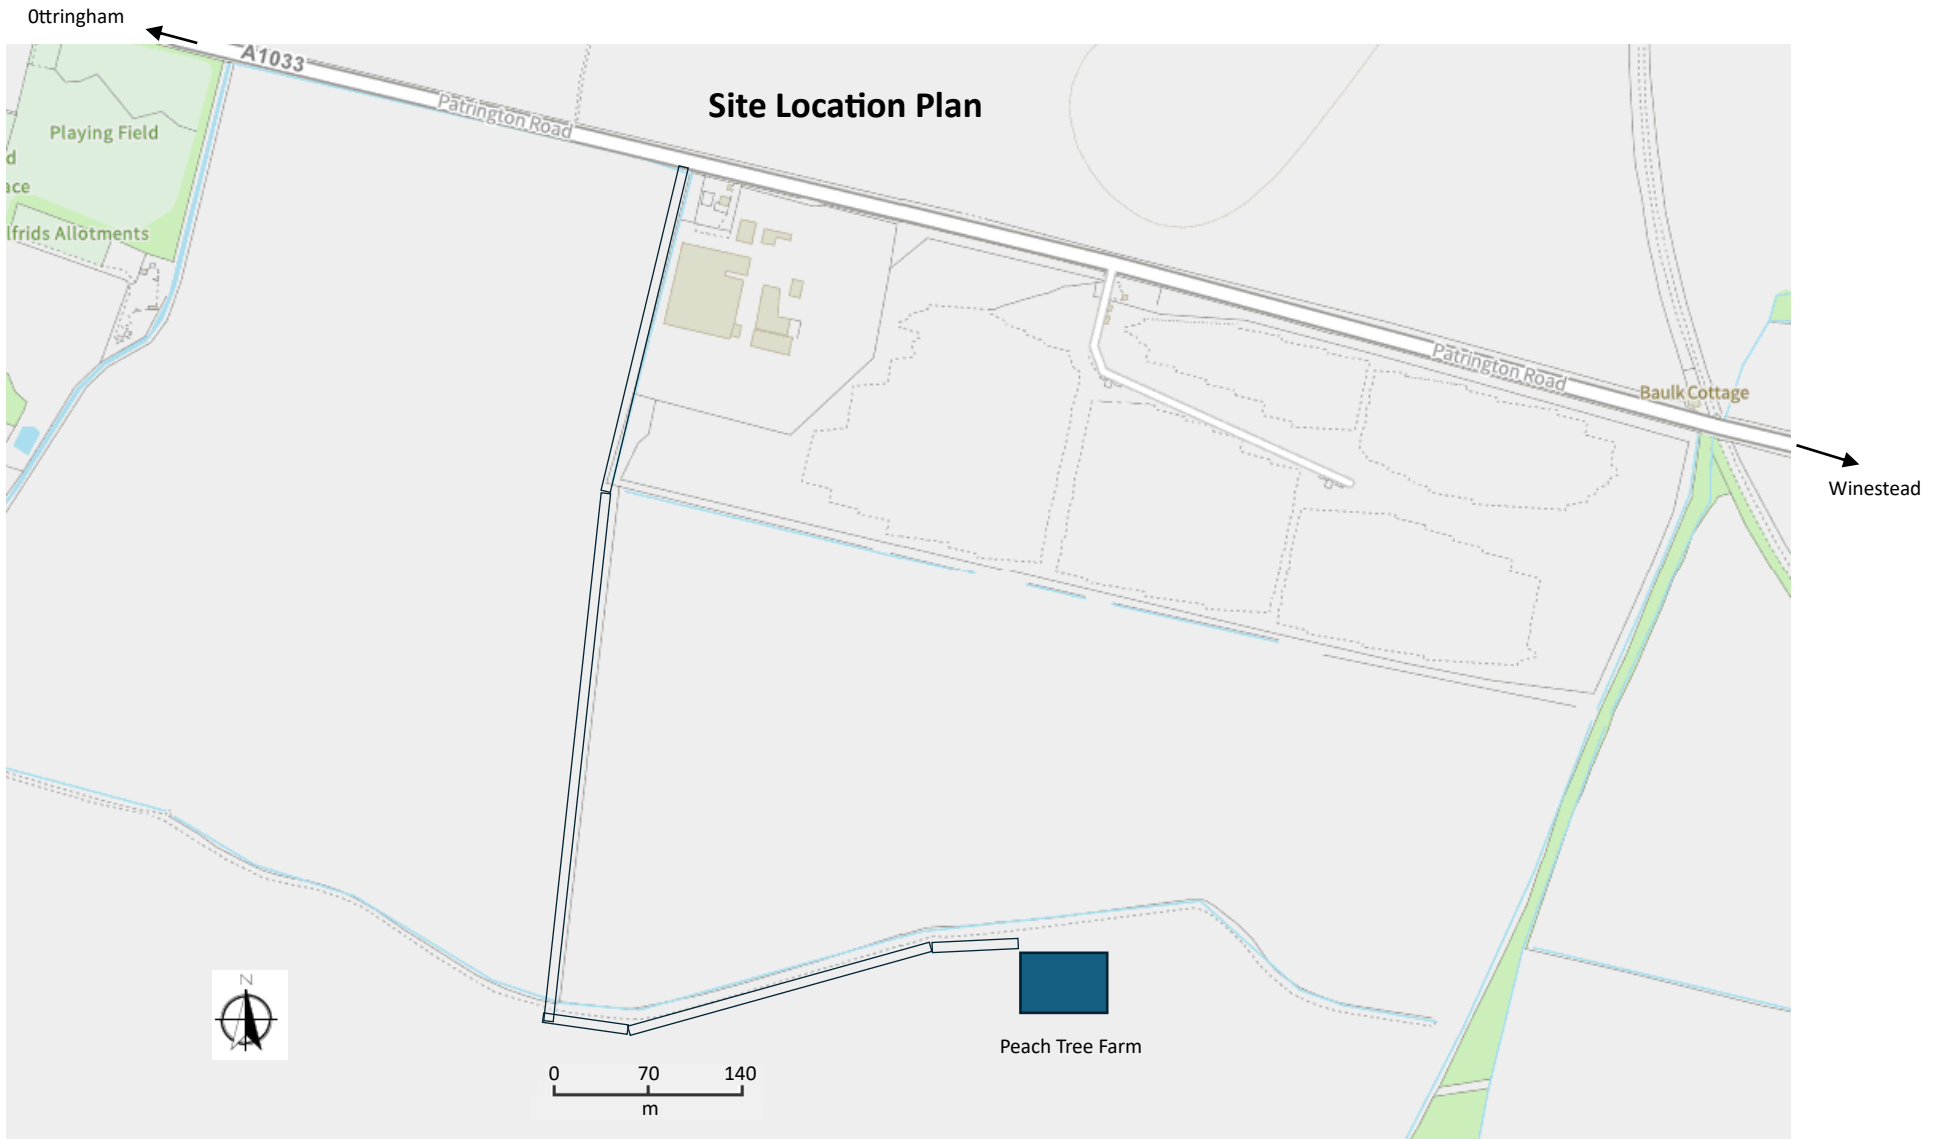 Ottringham
A1033
Site Location Plan
Patrington Road
Playing Field
d
ace
lfrids Allotments
Patrington Road
Baulk Cottage
Winestead
N
Peach Tree Farm
0 70 140
m